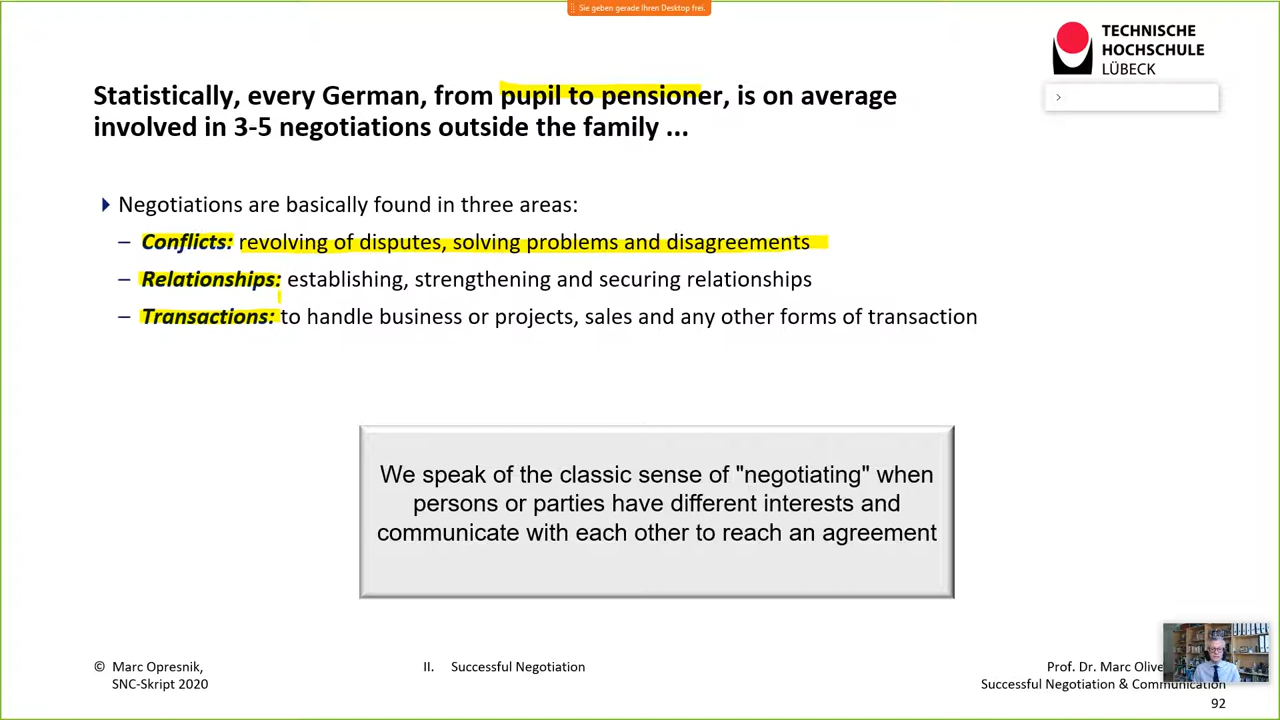 Sie geben gerade Ihren Desktop frei.
TECHNISCHE
HOCHSCHULE
LÜBECK
Statistically, every German, from pupil to pensioner, is on average
involved in 3-5 negotiations outside the family ...
Negotiations are basically found in three areas:
– Conflicts: revolving of disputes, solving problems and disagreements
– Relationships: establishing, strengthening and securing relationships
– Transactions: to handle business or projects, sales and any other forms of transaction
We speak of the classic sense of "negotiating" when
persons or parties have different interests and
communicate with each other to reach an agreement
© Marc Opresnik,
SNC-Skript 2020
II. Successful Negotiation
Prof. Dr. Marc Olive
Successful Negotiation & Communication
92